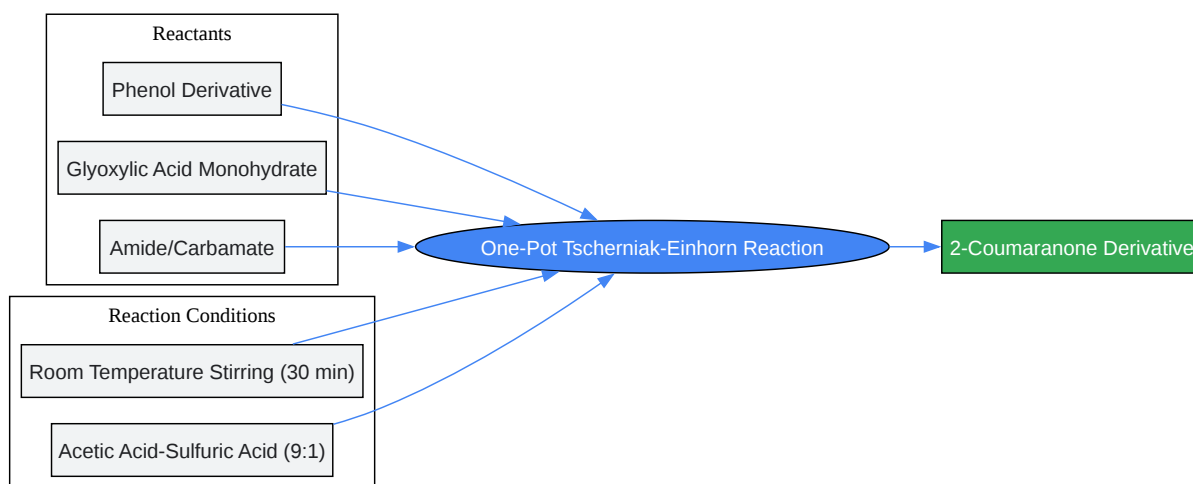 Reactants
Phenol Derivative
Glyoxylic Acid Monohydrate
Amide/Carbamate
One-Pot Tscherniak-Einhorn Reaction
2-Coumaranone Derivative
Reaction Conditions
Room Temperature Stirring (30 min)
Acetic Acid-Sulfuric Acid (9:1)